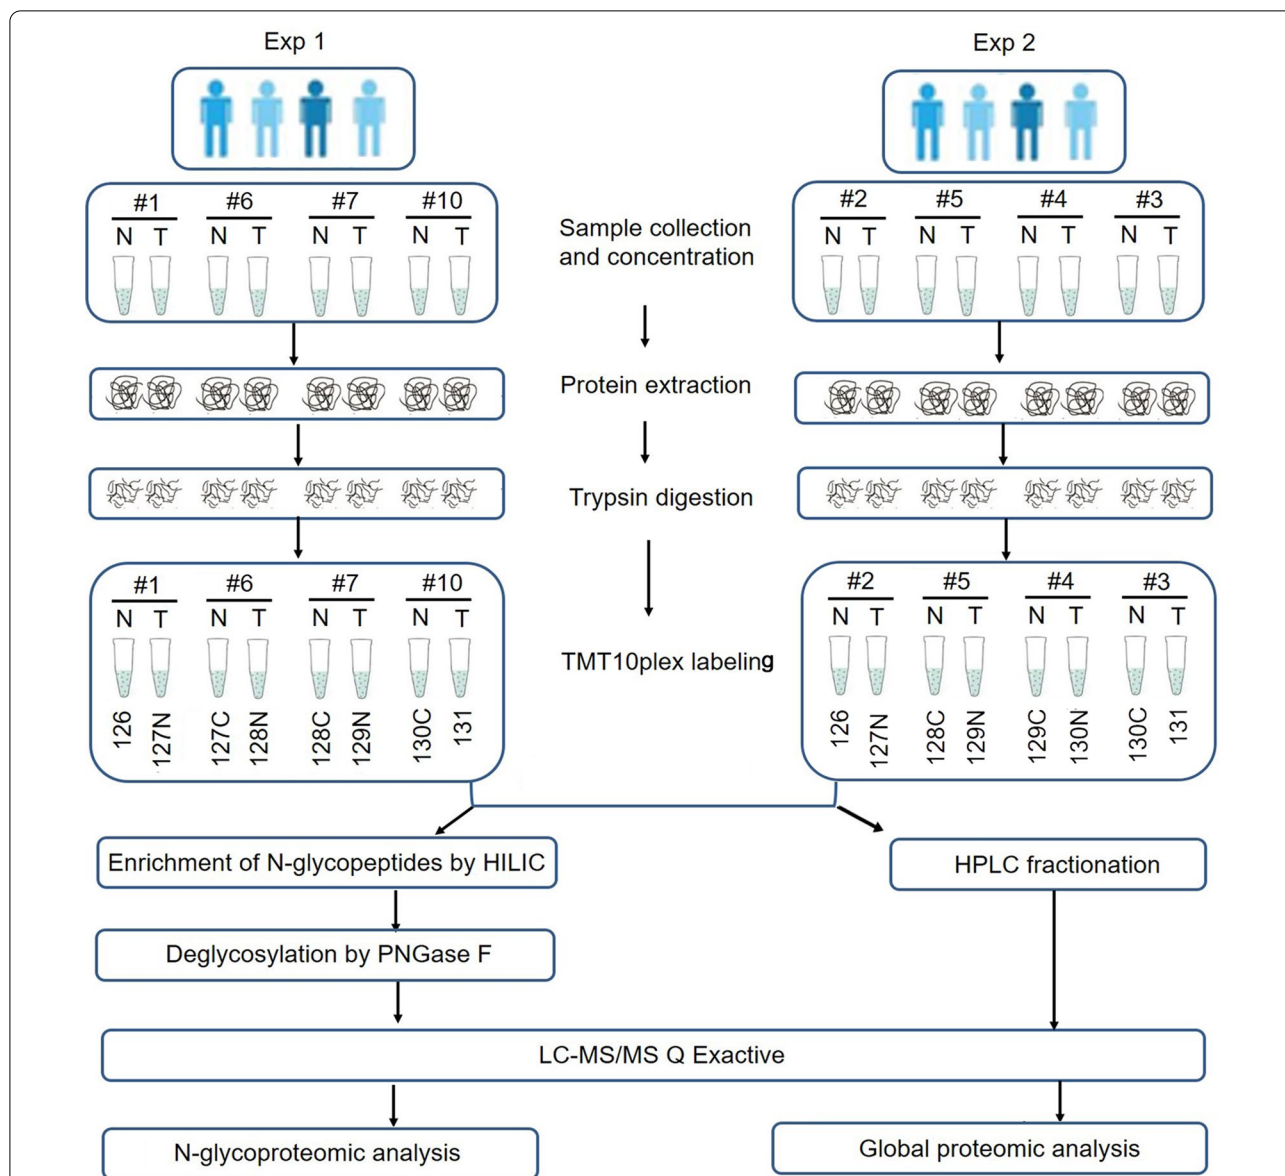 Exp 1
Exp 2
#1 #6 #7 #10
N T N T N T N T
#2 #5 #4 #3
N T N T N T N T
Sample collection
and concentration
Protein extraction
Trypsin digestion
TMT10plex labeling
#1 #6 #7 #10
N T N T N T N T
126 127N 127C 128N 128C 129N 130C 131
#2 #5 #4 #3
N T N T N T N T
126 127N 128C 129N 129C 130N 130C 131
Enrichment of N-glycopeptides by HILIC
HPLC fractionation
Deglycosylation by PNGase F
LC-MS/MS Q Exactive
N-glycoproteomic analysis
Global proteomic analysis